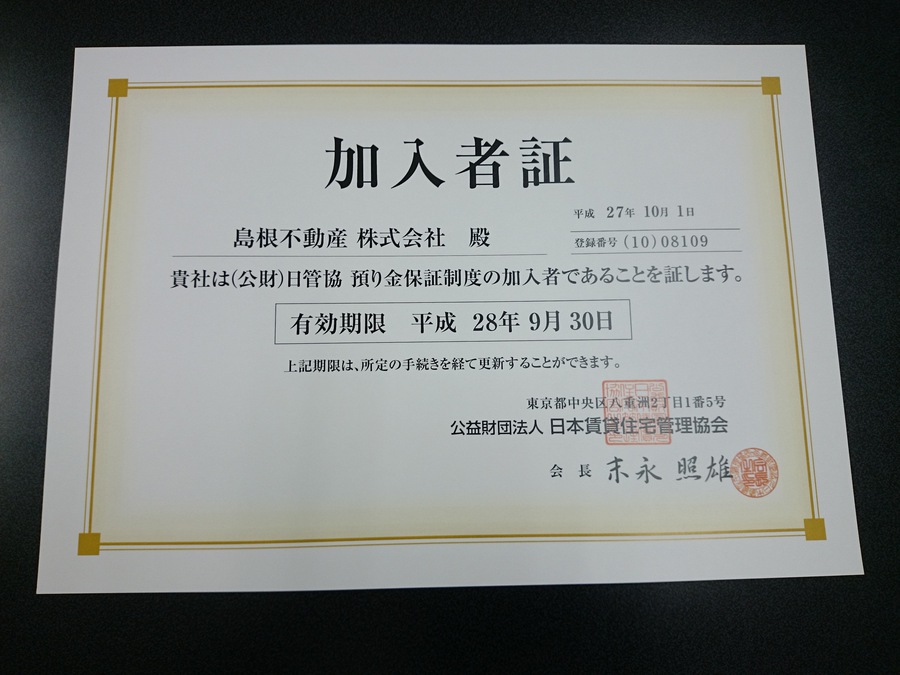 加入者証
平成 27年 10月 1日
島根不動産 株式会社 殿
登録番号 (10)08109
貴社は(公財)日管協 預り金保証制度の加入者であることを証します。
有効期限 平成 28年 9月 30日
上記期限は、所定の手続きを経て更新することができます。
東京都中央区八重洲2丁目1番5号
公益財団法人 日本賃貸住宅管理協会
会長 末永 照雄